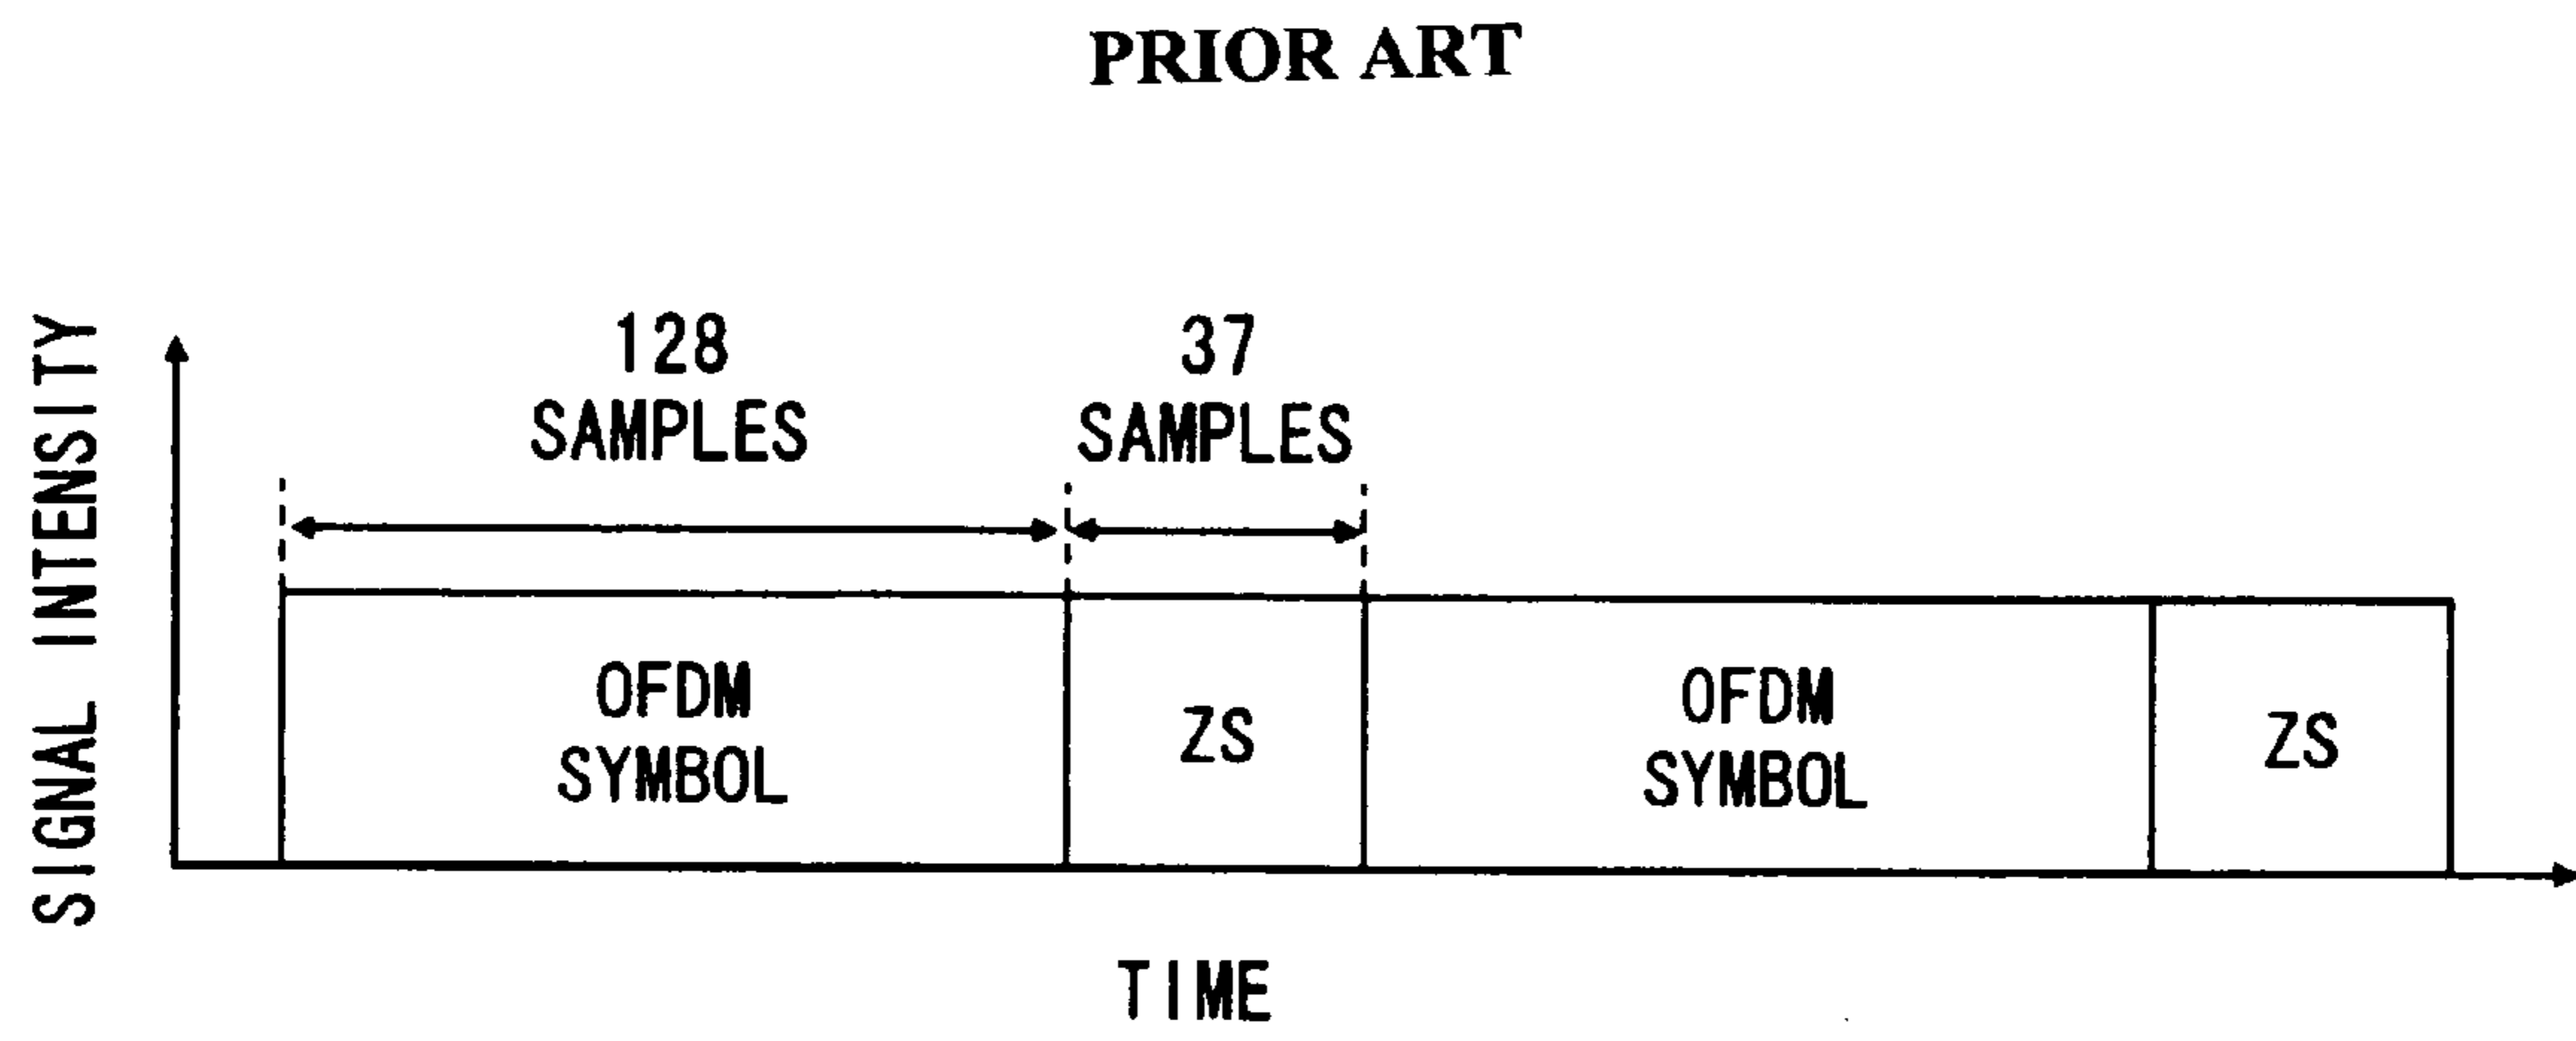 PRIOR ART
128
SAMPLES
37
SAMPLES
SIGNAL INTENSITY
OFDM
SYMBOL
ZS
OFDM
SYMBOL
ZS
TIME